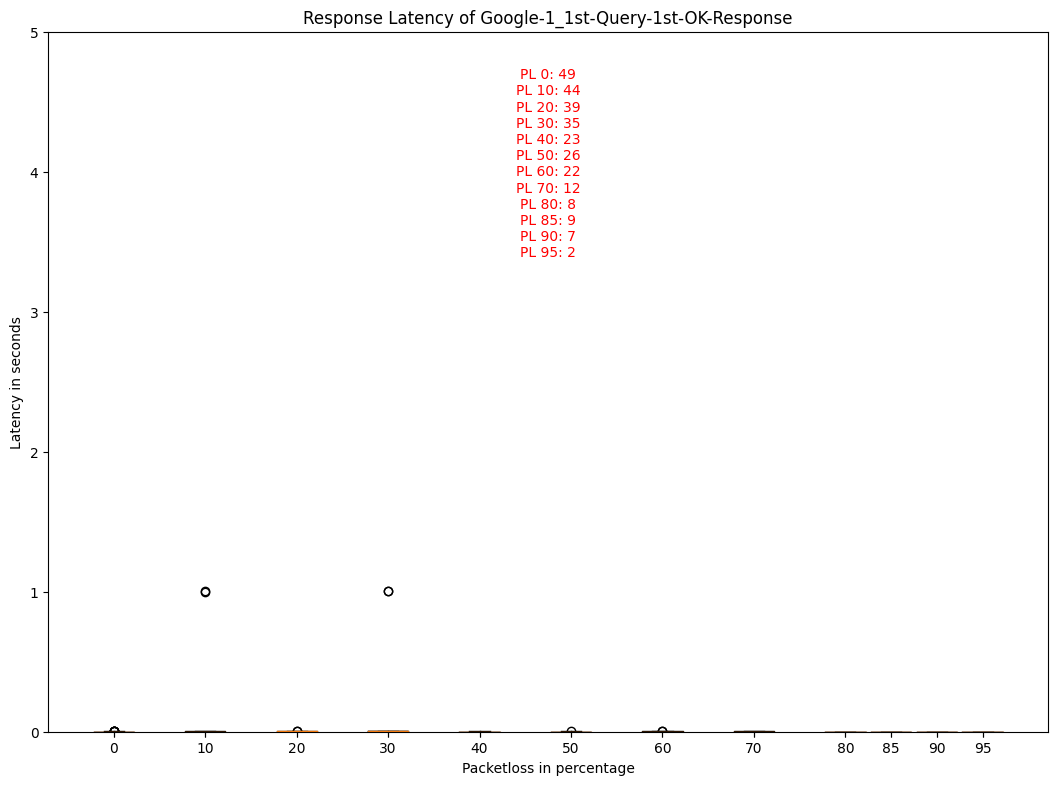 Response Latency of Google-1_1st-Query-1st-OK-Response
5
PL 0: 49
PL 10: 44
PL 20: 39
PL 30: 35
PL 40: 23
PL 50: 26
PL 60: 22
PL 70: 12
PL 80: 8
PL 85: 9
PL 90: 7
PL 95: 2
4
3
2
1
0
Latency in seconds
0 10 20 30 40 50 60 70 80 85 90 95
Packetloss in percentage